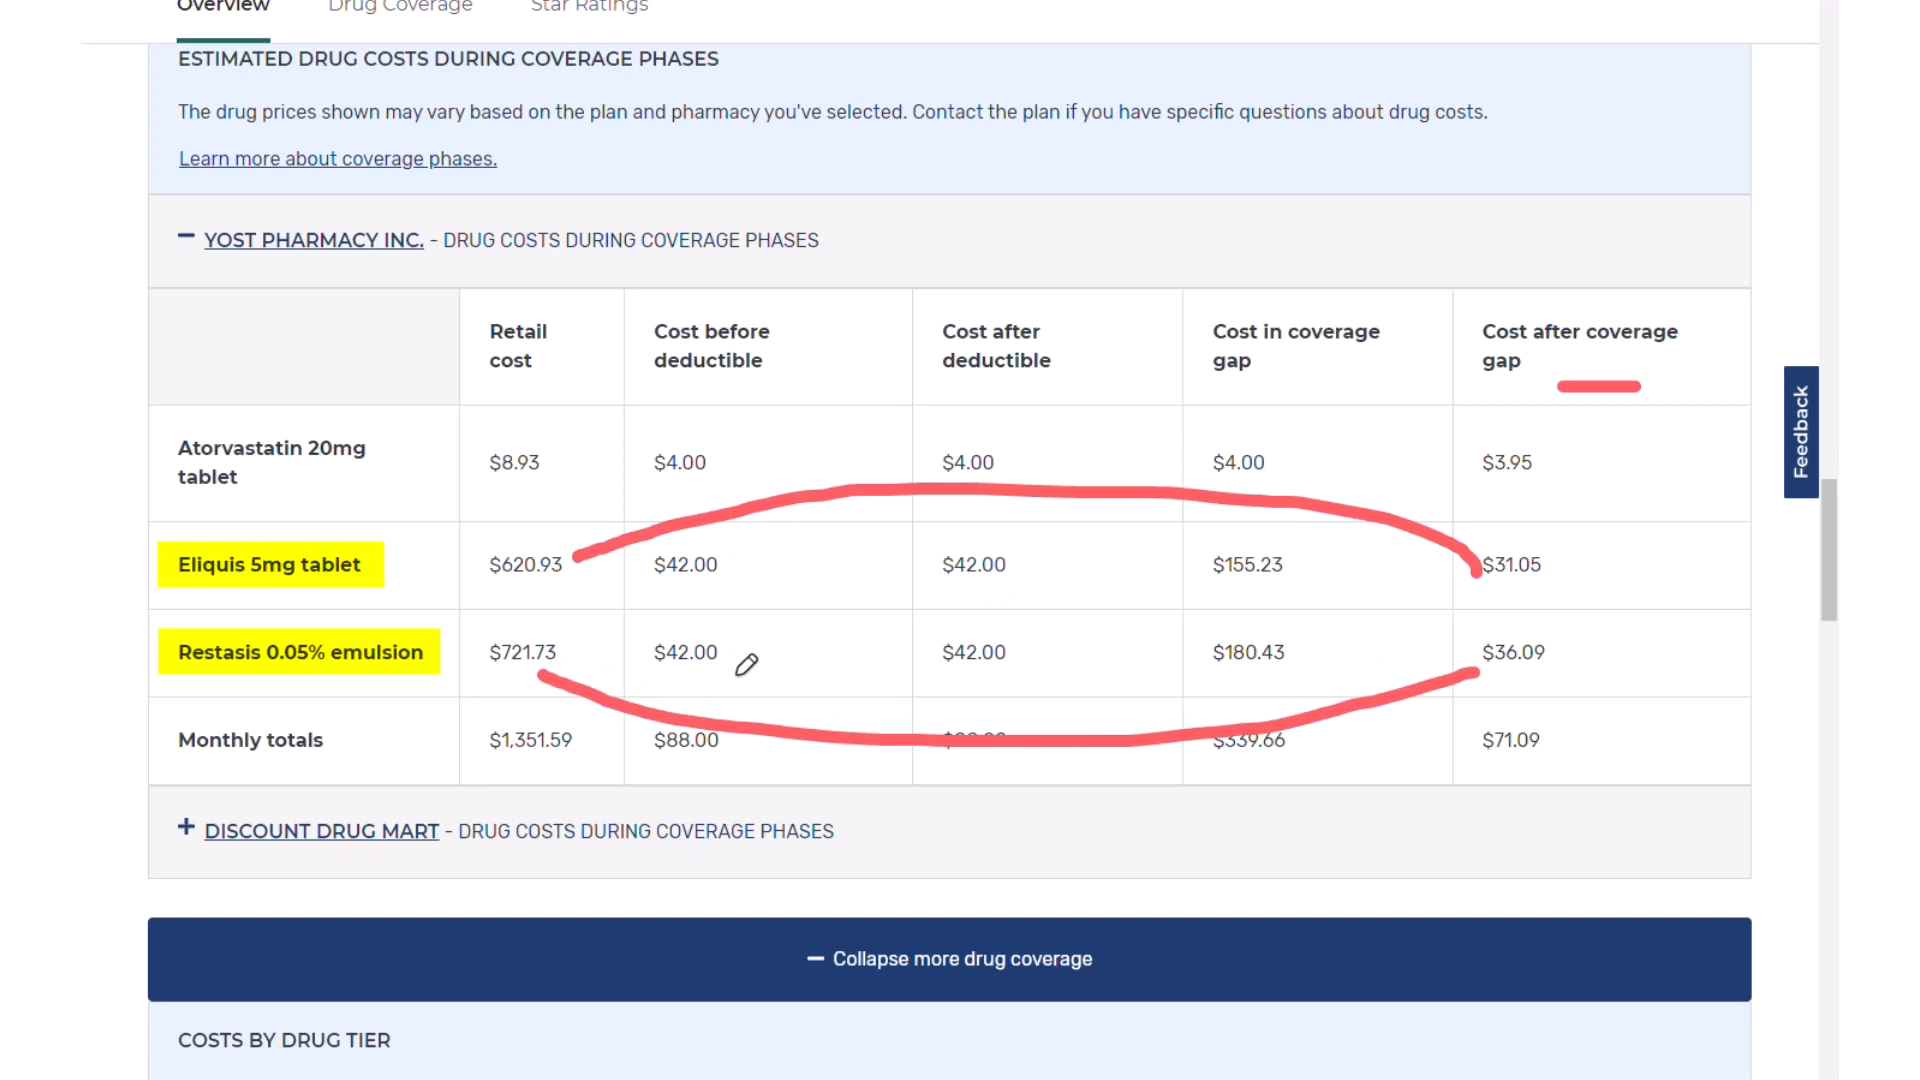 Overview Drug Coverage Star Ratings
ESTIMATED DRUG COSTS DURING COVERAGE PHASES
The drug prices shown may vary based on the plan and pharmacy you've selected. Contact the plan if you have specific questions about drug costs.
Learn more about coverage phases.
YOST PHARMACY INC. - DRUG COSTS DURING COVERAGE PHASES
Retail cost Cost before deductible Cost after deductible Cost in coverage gap Cost after coverage gap
Atorvastatin 20mg tablet $8.93 $4.00 $4.00 $4.00 $3.95
Eliquis 5mg tablet $620.93 $42.00 $42.00 $155.23 $31.05
Restasis 0.05% emulsion $721.73 $42.00 $42.00 $180.43 $36.09
Monthly totals $1,351.59 $88.00 $339.66 $71.09
DISCOUNT DRUG MART - DRUG COSTS DURING COVERAGE PHASES
Collapse more drug coverage
COSTS BY DRUG TIER
Feedback